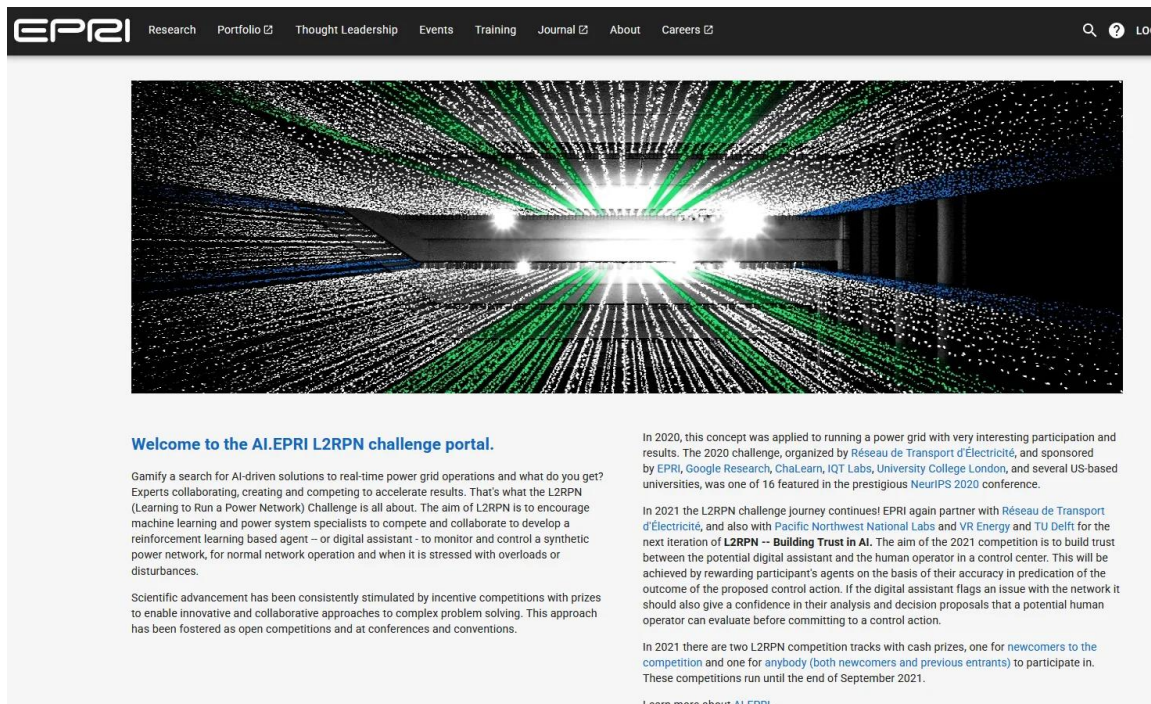 EPRI
Research Portfolio Thought Leadership Events Training Journal About Careers
Welcome to the AI.EPRI L2RPN challenge portal.
Gamify a search for AI-driven solutions to real-time power grid operations and what do you get?
Experts collaborating, creating and competing to accelerate results. That's what the L2RPN
(Learning to Run a Power Network) Challenge is all about. The aim of L2RPN is to encourage
machine learning and power system specialists to compete and collaborate to develop a
reinforcement learning based agent – or digital assistant - to monitor and control a synthetic
power network, for normal network operation and when it is stressed with overloads or
disturbances.
Scientific advancement has been consistently stimulated by incentive competitions with prizes
to enable innovative and collaborative approaches to complex problem solving. This approach
has been fostered as open competitions and at conferences and conventions.
In 2020, this concept was applied to running a power grid with very interesting participation and
results. The 2020 challenge, organized by Réseau de Transport d'Électricité, and sponsored
by EPRI, Google Research, ChaLearn, IQT Labs, University College London, and several US-based
universities, was one of 16 featured in the prestigious NeurIPS 2020 conference.
In 2021 the L2RPN challenge journey continues! EPRI again partner with Réseau de Transport
d'Électricité, and also with Pacific Northwest National Labs and VR Energy and TU Delft for the
next iteration of L2RPN -- Building Trust in AI. The aim of the 2021 competition is to build trust
between the potential digital assistant and the human operator in a control center. This will be
achieved by rewarding participant's agents on the basis of their accuracy in predication of the
outcome of the proposed control action. If the digital assistant flags an issue with the network it
should also give a confidence in their analysis and decision proposals that a potential human
operator can evaluate before committing to a control action.
In 2021 there are two L2RPN competition tracks with cash prizes, one for newcomers to the
competition and one for anybody (both newcomers and previous entrants) to participate in.
These competitions run until the end of September 2021.
Learn more about AI.EPRI